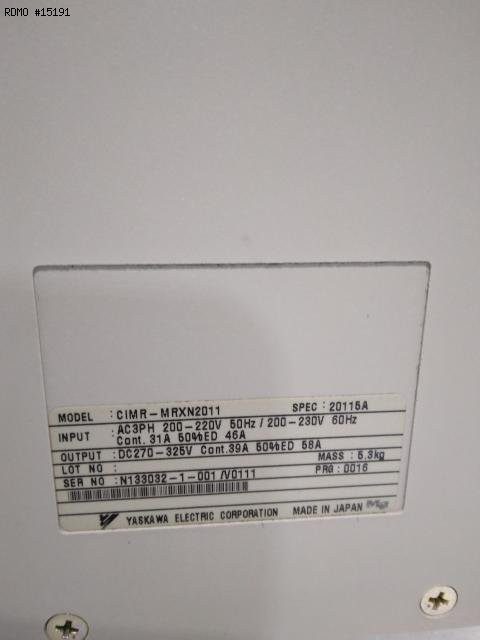 RDMO #15191
MODEL : CIMR-MRXN2011 SPEC : 20115A
INPUT : AC3PH 200-220V 50Hz / 200-230V 60Hz
Cont. 31A 50%ED 46A
OUTPUT : DC270-325V Cont. 39A 50%ED 58A
LOT NO : MASS : 5.3kg
SER NO : N133032-1-001 /V0111 PRG : 0016
YASKAWA ELECTRIC CORPORATION MADE IN JAPAN